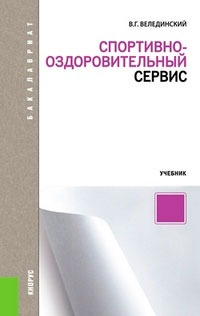 В.Г. ВЕЛЕДИНСКИЙ
СПОРТИВНО-
ОЗДОРОВИТЕЛЬНЫЙ
СЕРВИС
УЧЕБНИК
БАКАЛАВРИАТ
КНОРУС